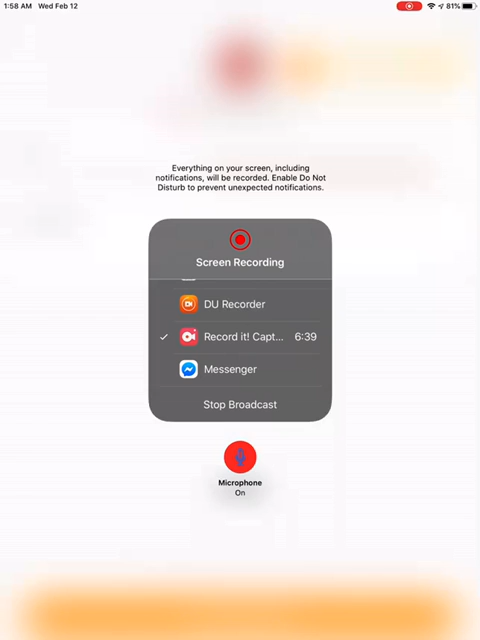 1:58 AM Wed Feb 12 81%
Everything on your screen, including
notifications, will be recorded. Enable Do Not
Disturb to prevent unexpected notifications.
Screen Recording
DU Recorder
Record it! Capt... 6:39
Messenger
Stop Broadcast
Microphone
On